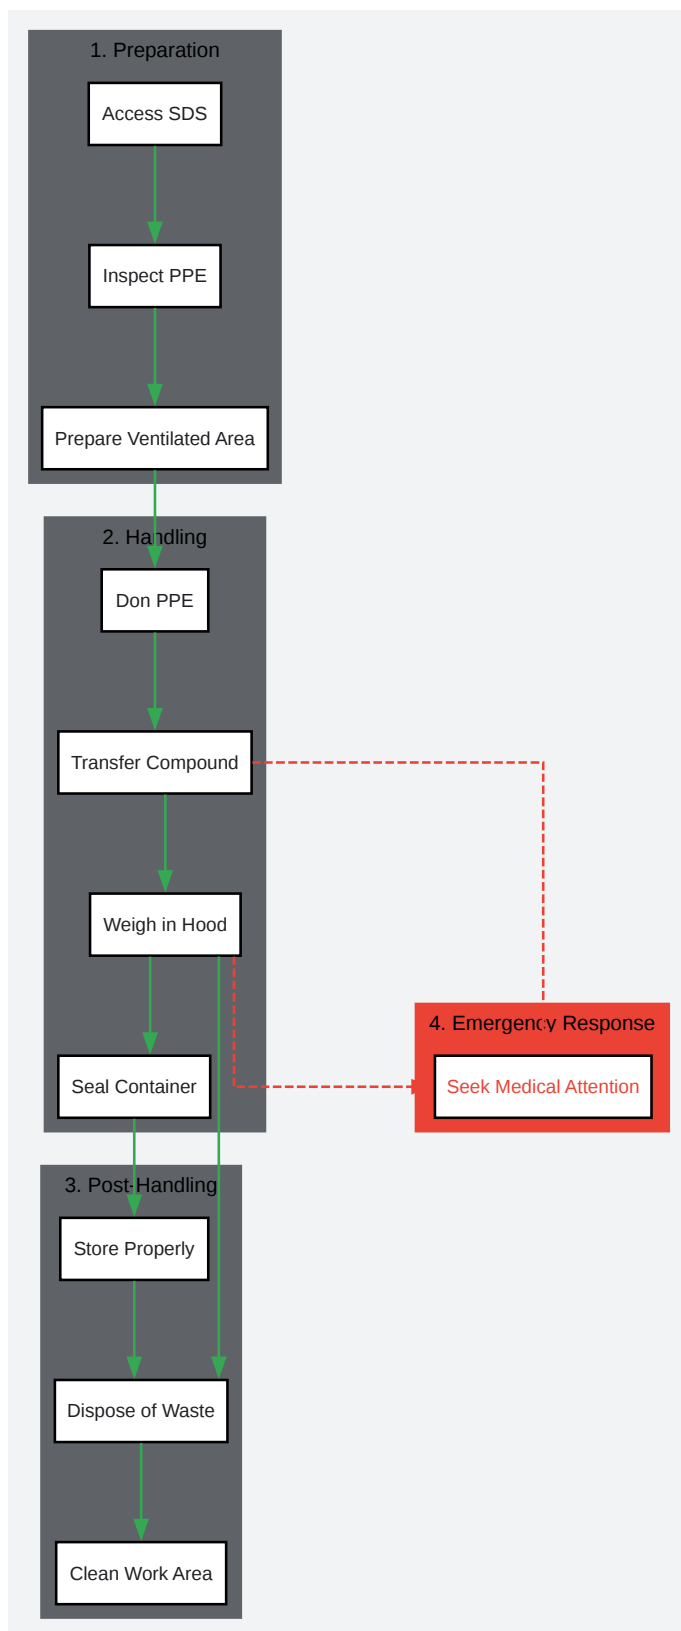 1. Preparation
Access SDS
Inspect PPE
Prepare Ventilated Area
2. Handling
Don PPE
Transfer Compound
Weigh in Hood
Seal Container
4. Emergency Response
Seek Medical Attention
3. Post-Handling
Store Properly
Dispose of Waste
Clean Work Area